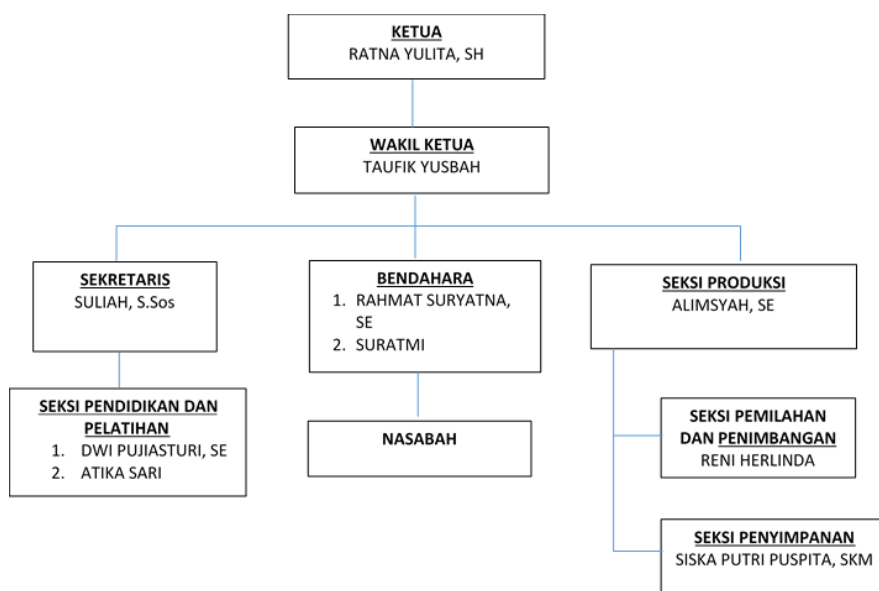 KETUA
RATNA YULITA, SH
WAKIL KETUA
TAUFIK YUSBAH
SEKRETARIS
SULIAH, S.Sos
BENDAHARA
1. RAHMAT SURYATNA,
SE
2. SURATMI
SEKSI PRODUKSI
ALIMSYAH, SE
SEKSI PENDIDIKAN DAN
PELATIHAN
1. DWI PUJIASTURI, SE
2. ATIKA SARI
NASABAH
SEKSI PEMILAHAN
DAN PENIMBANGAN
RENI HERLINDA
SEKSI PENYIMPANAN
SISKA PUTRI PUSPITA, SKM